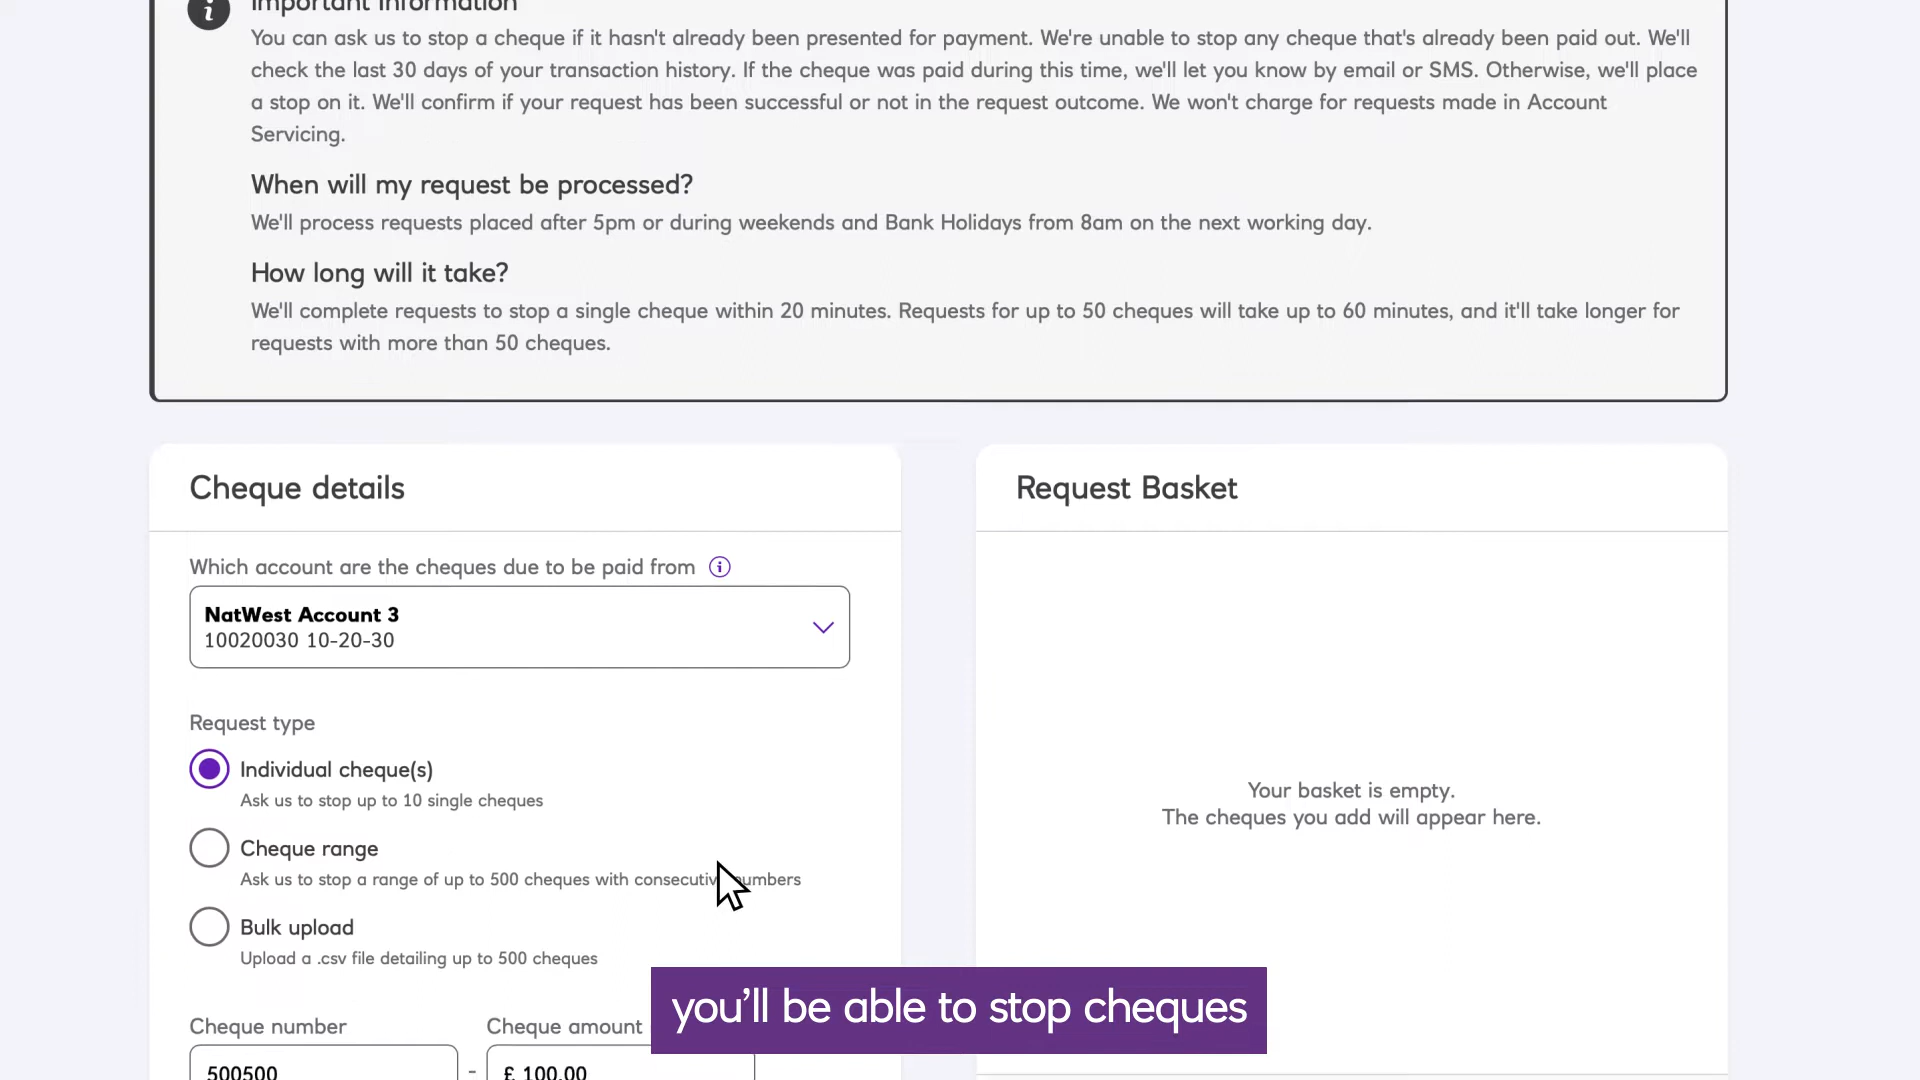 Important Information
You can ask us to stop a cheque if it hasn't already been presented for payment. We're unable to stop any cheque that's already been paid out. We'll
check the last 30 days of your transaction history. If the cheque was paid during this time, we'll let you know by email or SMS. Otherwise, we'll place
a stop on it. We'll confirm if your request has been successful or not in the request outcome. We won't charge for requests made in Account
Servicing.
When will my request be processed?
We'll process requests placed after 5pm or during weekends and Bank Holidays from 8am on the next working day.
How long will it take?
We'll complete requests to stop a single cheque within 20 minutes. Requests for up to 50 cheques will take up to 60 minutes, and it'll take longer for
requests with more than 50 cheques.
Cheque details
Which account are the cheques due to be paid from
NatWest Account 3
10020030 10-20-30
Request type
Individual cheque(s)
Ask us to stop up to 10 single cheques
Cheque range
Ask us to stop a range of up to 500 cheques with consecutive numbers
Bulk upload
Upload a .csv file detailing up to 500 cheques
Cheque number
Cheque amount
500500
-
£ 100.00
Request Basket
Your basket is empty.
The cheques you add will appear here.
you'll be able to stop cheques